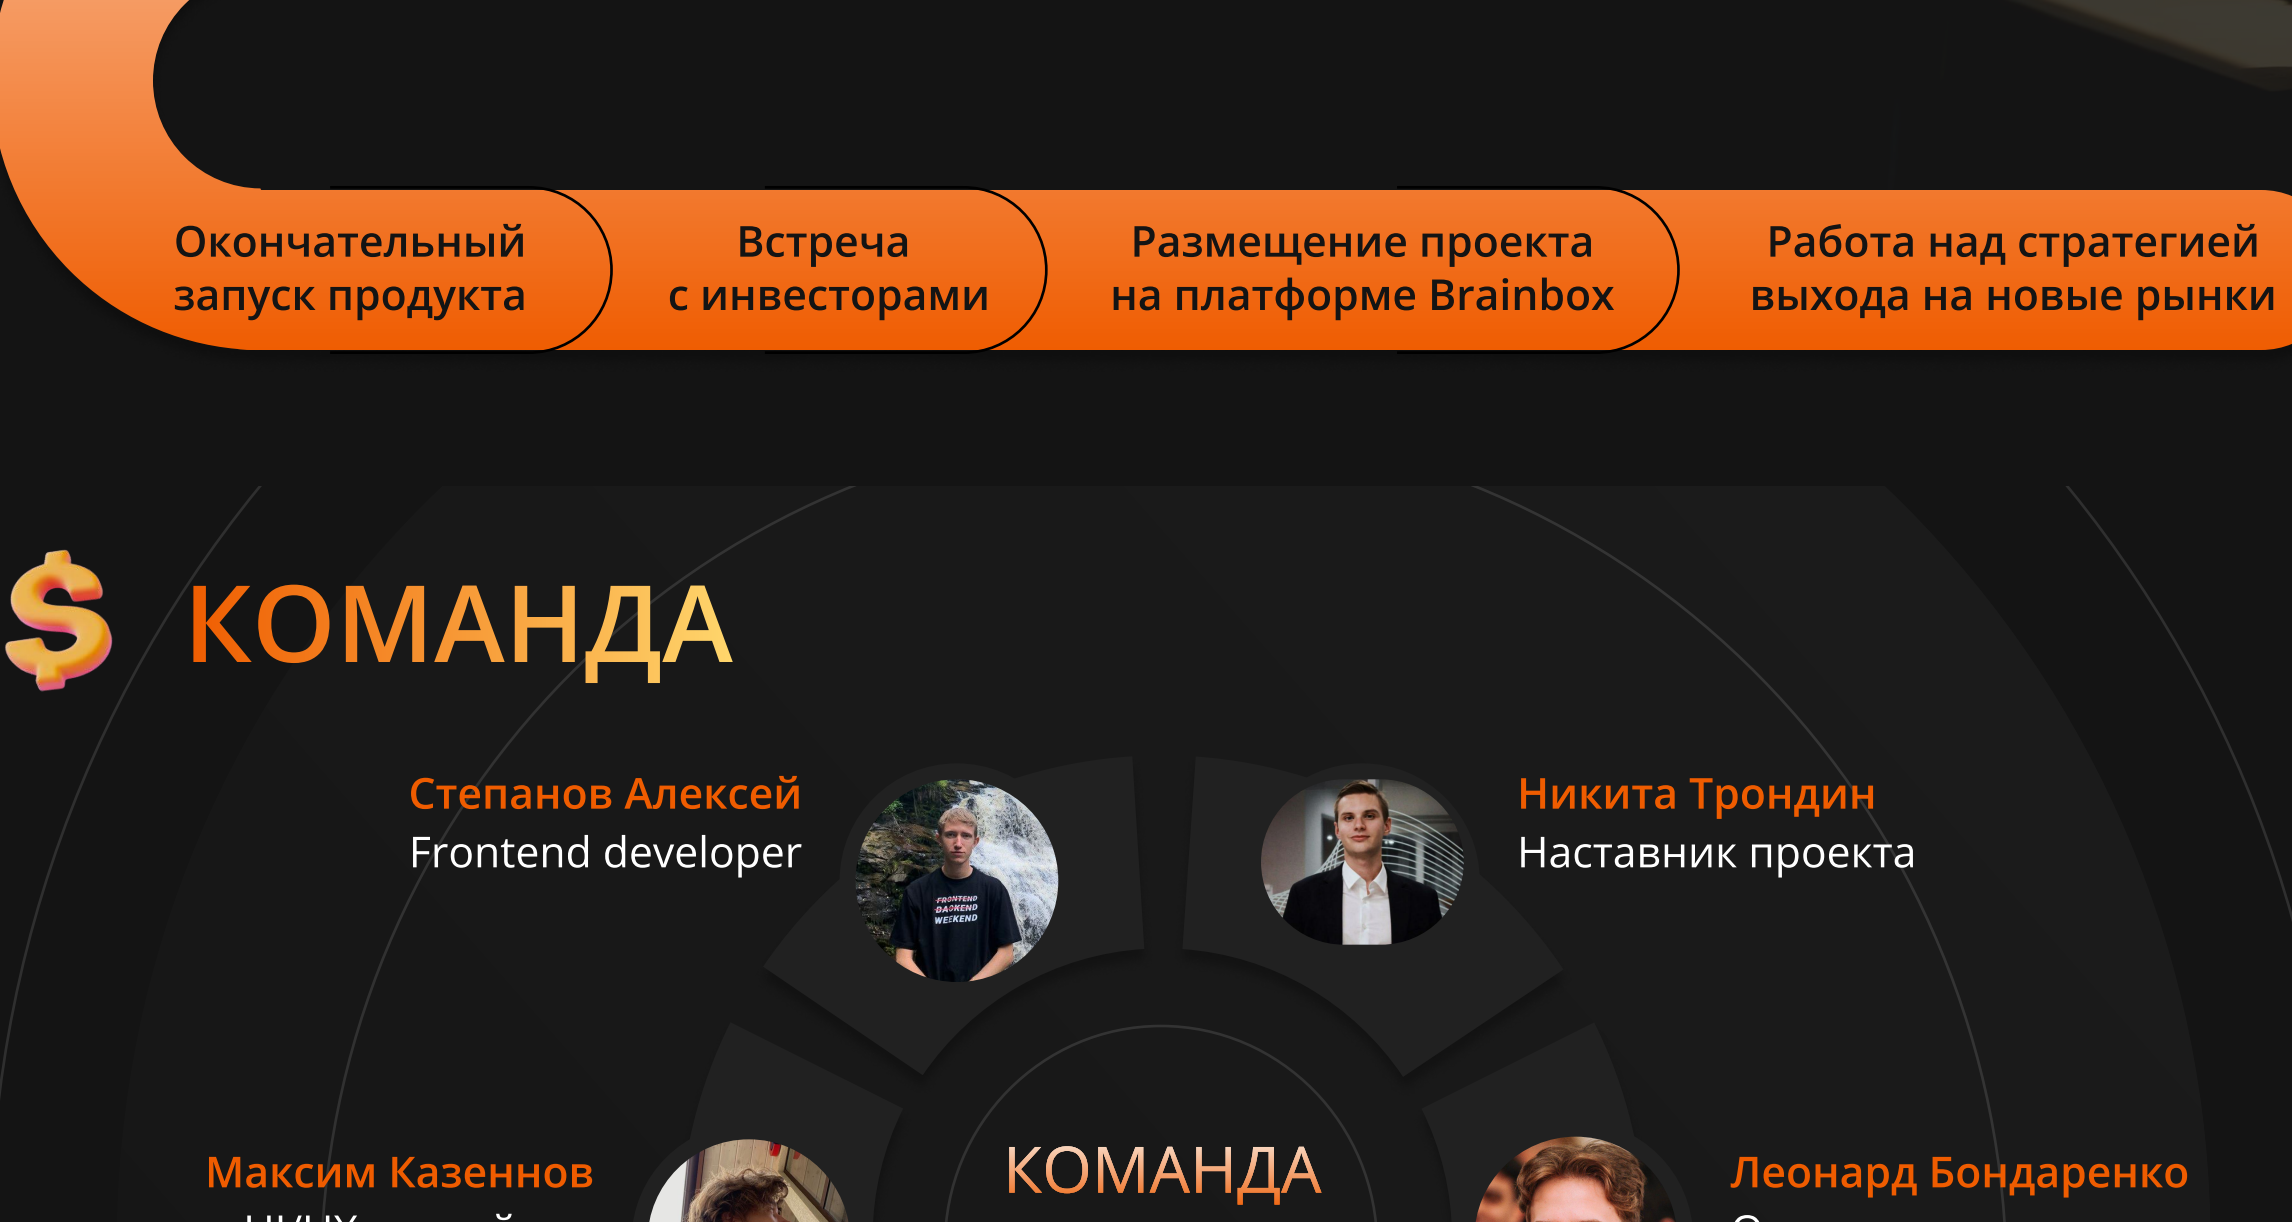 Окончательный
запуск продукта
Встреча
с инвесторами
Размещение проекта
на платформе Brainbox
Работа над стратегией
выхода на новые рынки
$ КОМАНДА
Степанов Алексей
Frontend developer
FRONTEND
BACKEND
WEEKEND
Никита Трондин
Наставник проекта
КОМАНДА
Максим Казеннов
Леонард Бондаренко